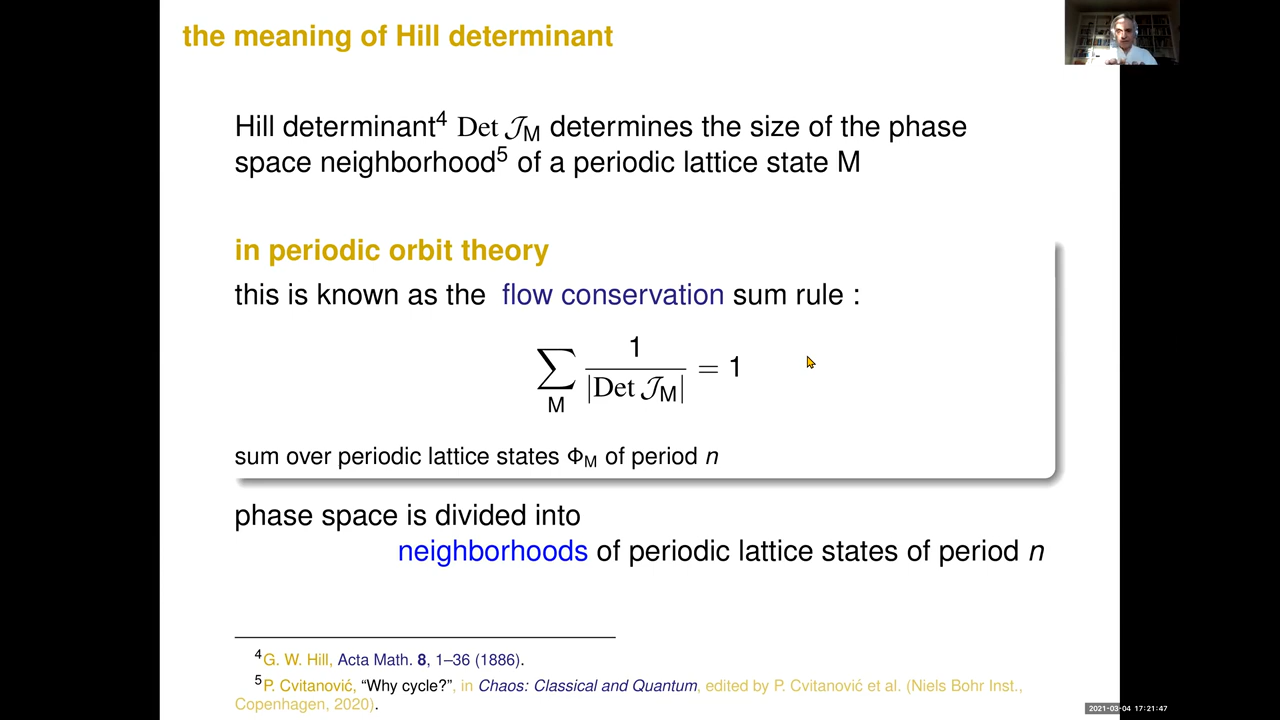 the meaning of Hill determinant
Hill determinant⁴ Det 𝒥_M determines the size of the phase
space neighborhood⁵ of a periodic lattice state M
in periodic orbit theory
this is known as the flow conservation sum rule :
∑_M 1/|Det 𝒥_M| = 1
sum over periodic lattice states Φ_M of period n
phase space is divided into
neighborhoods of periodic lattice states of period n
⁴G. W. Hill, Acta Math. 8, 1–36 (1886).
⁵P. Cvitanović, “Why cycle?”, in Chaos: Classical and Quantum, edited by P. Cvitanović et al. (Niels Bohr Inst.,
Copenhagen, 2020).
2021-03-04 17:21:47